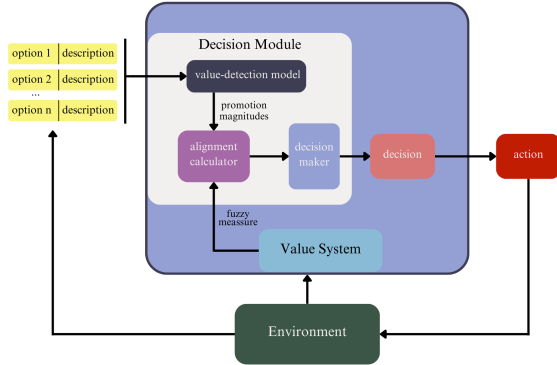 Decision Module
option 1 description
option 2 description
...
option n description
value-detection model
promotion
magnitudes
alignment
calculator
decision
maker
decision
action
fuzzy
meassure
Value System
Environment